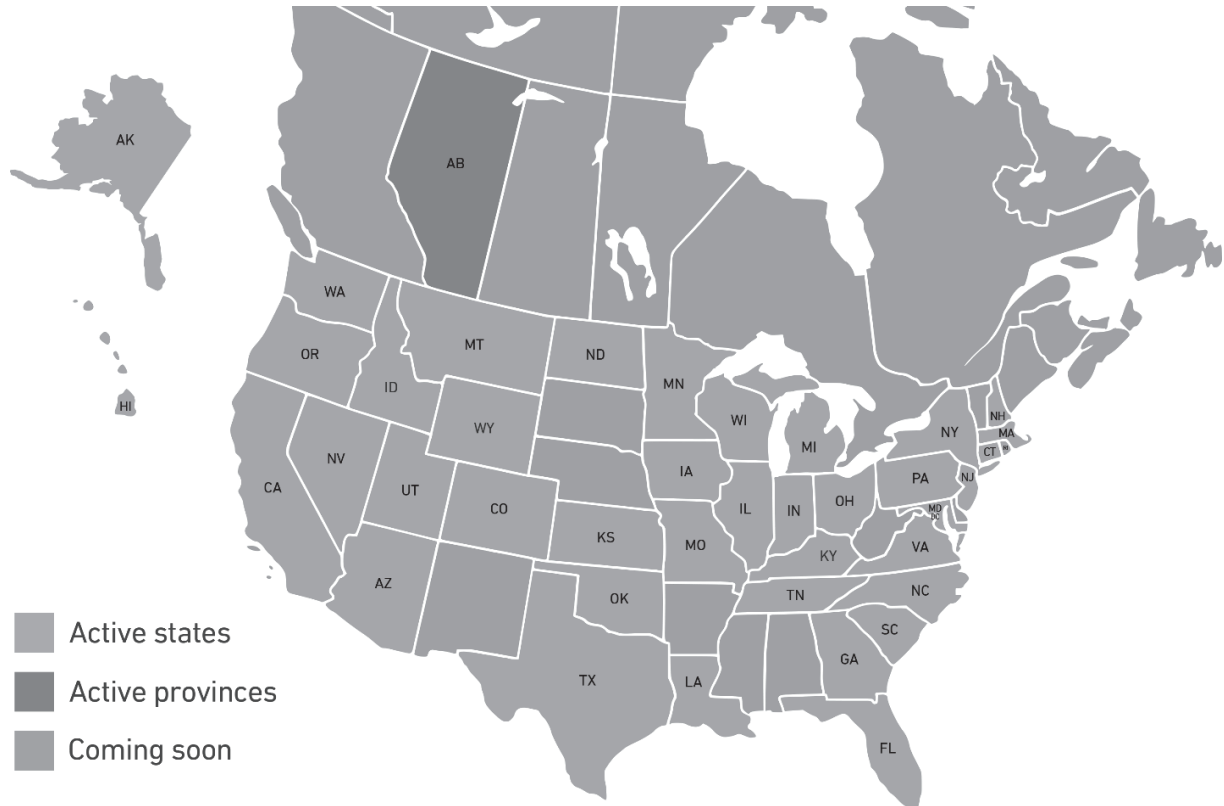 AK
AB
WA
MT
ND
OR
ID
MN
WI
HI
WY
MI
NY
NH
MA
CT
NV
IA
PA
NJ
CA
UT
CO
IL
IN
OH
MD
DC
KS
MO
KY
VA
AZ
OK
TN
NC
SC
GA
TX
LA
FL
Active states
Active provinces
Coming soon